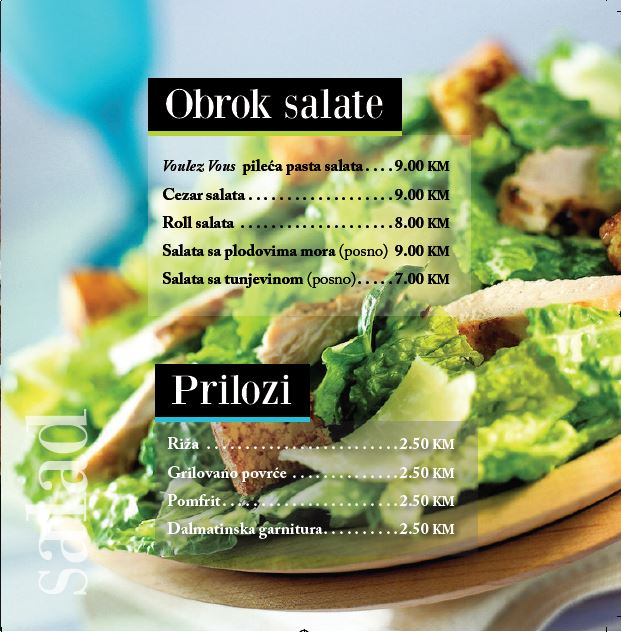 Obrok salate
Voulez Vous pileća pasta salata....9.00 KM
Cezar salata...................9.00 KM
Roll salata ....................8.00 KM
Salata sa plodovima mora (posno) 9.00 KM
Salata sa tunjevinom (posno).....7.00 KM
Prilozi
Riža .........................2.50 KM
Grilovano povrće ..............2.50 KM
Pomfrit.......................2.50 KM
Dalmatinska garnitura..........2.50 KM
salad